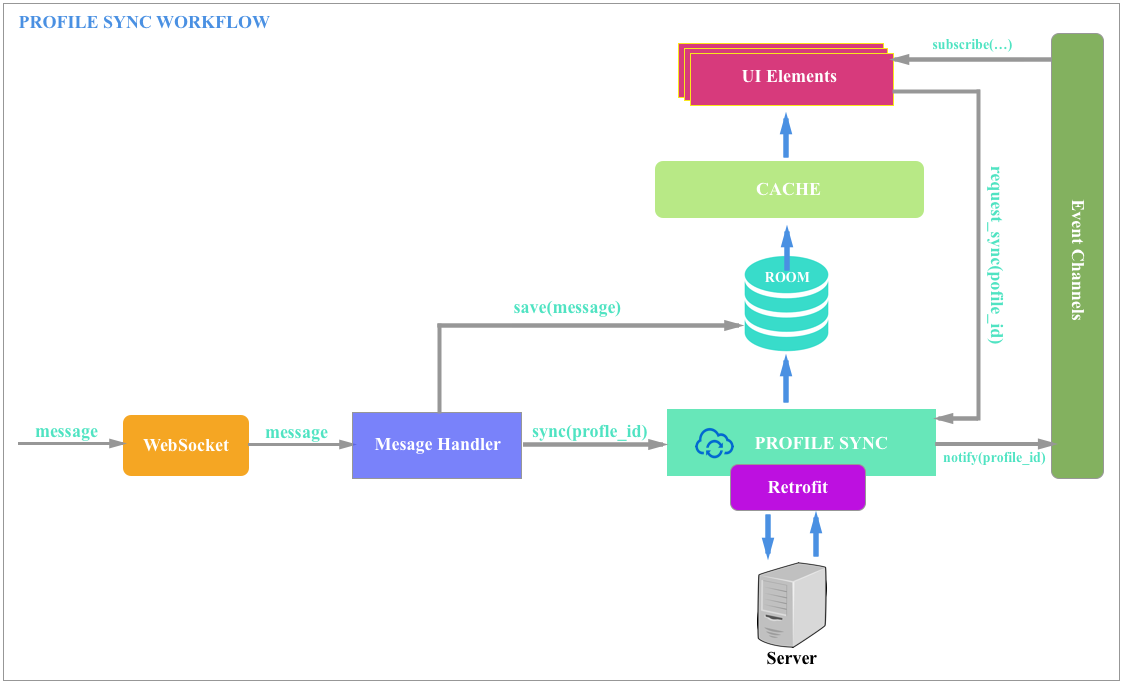 PROFILE SYNC WORKFLOW
subscribe(...)
UI Elements
CACHE
request_sync(pofile_id)
Event Channels
ROOM
save(message)
message
WebSocket
message
Mesage Handler
sync(profle_id)
PROFILE SYNC
notify(profile_id)
Retrofit
Server